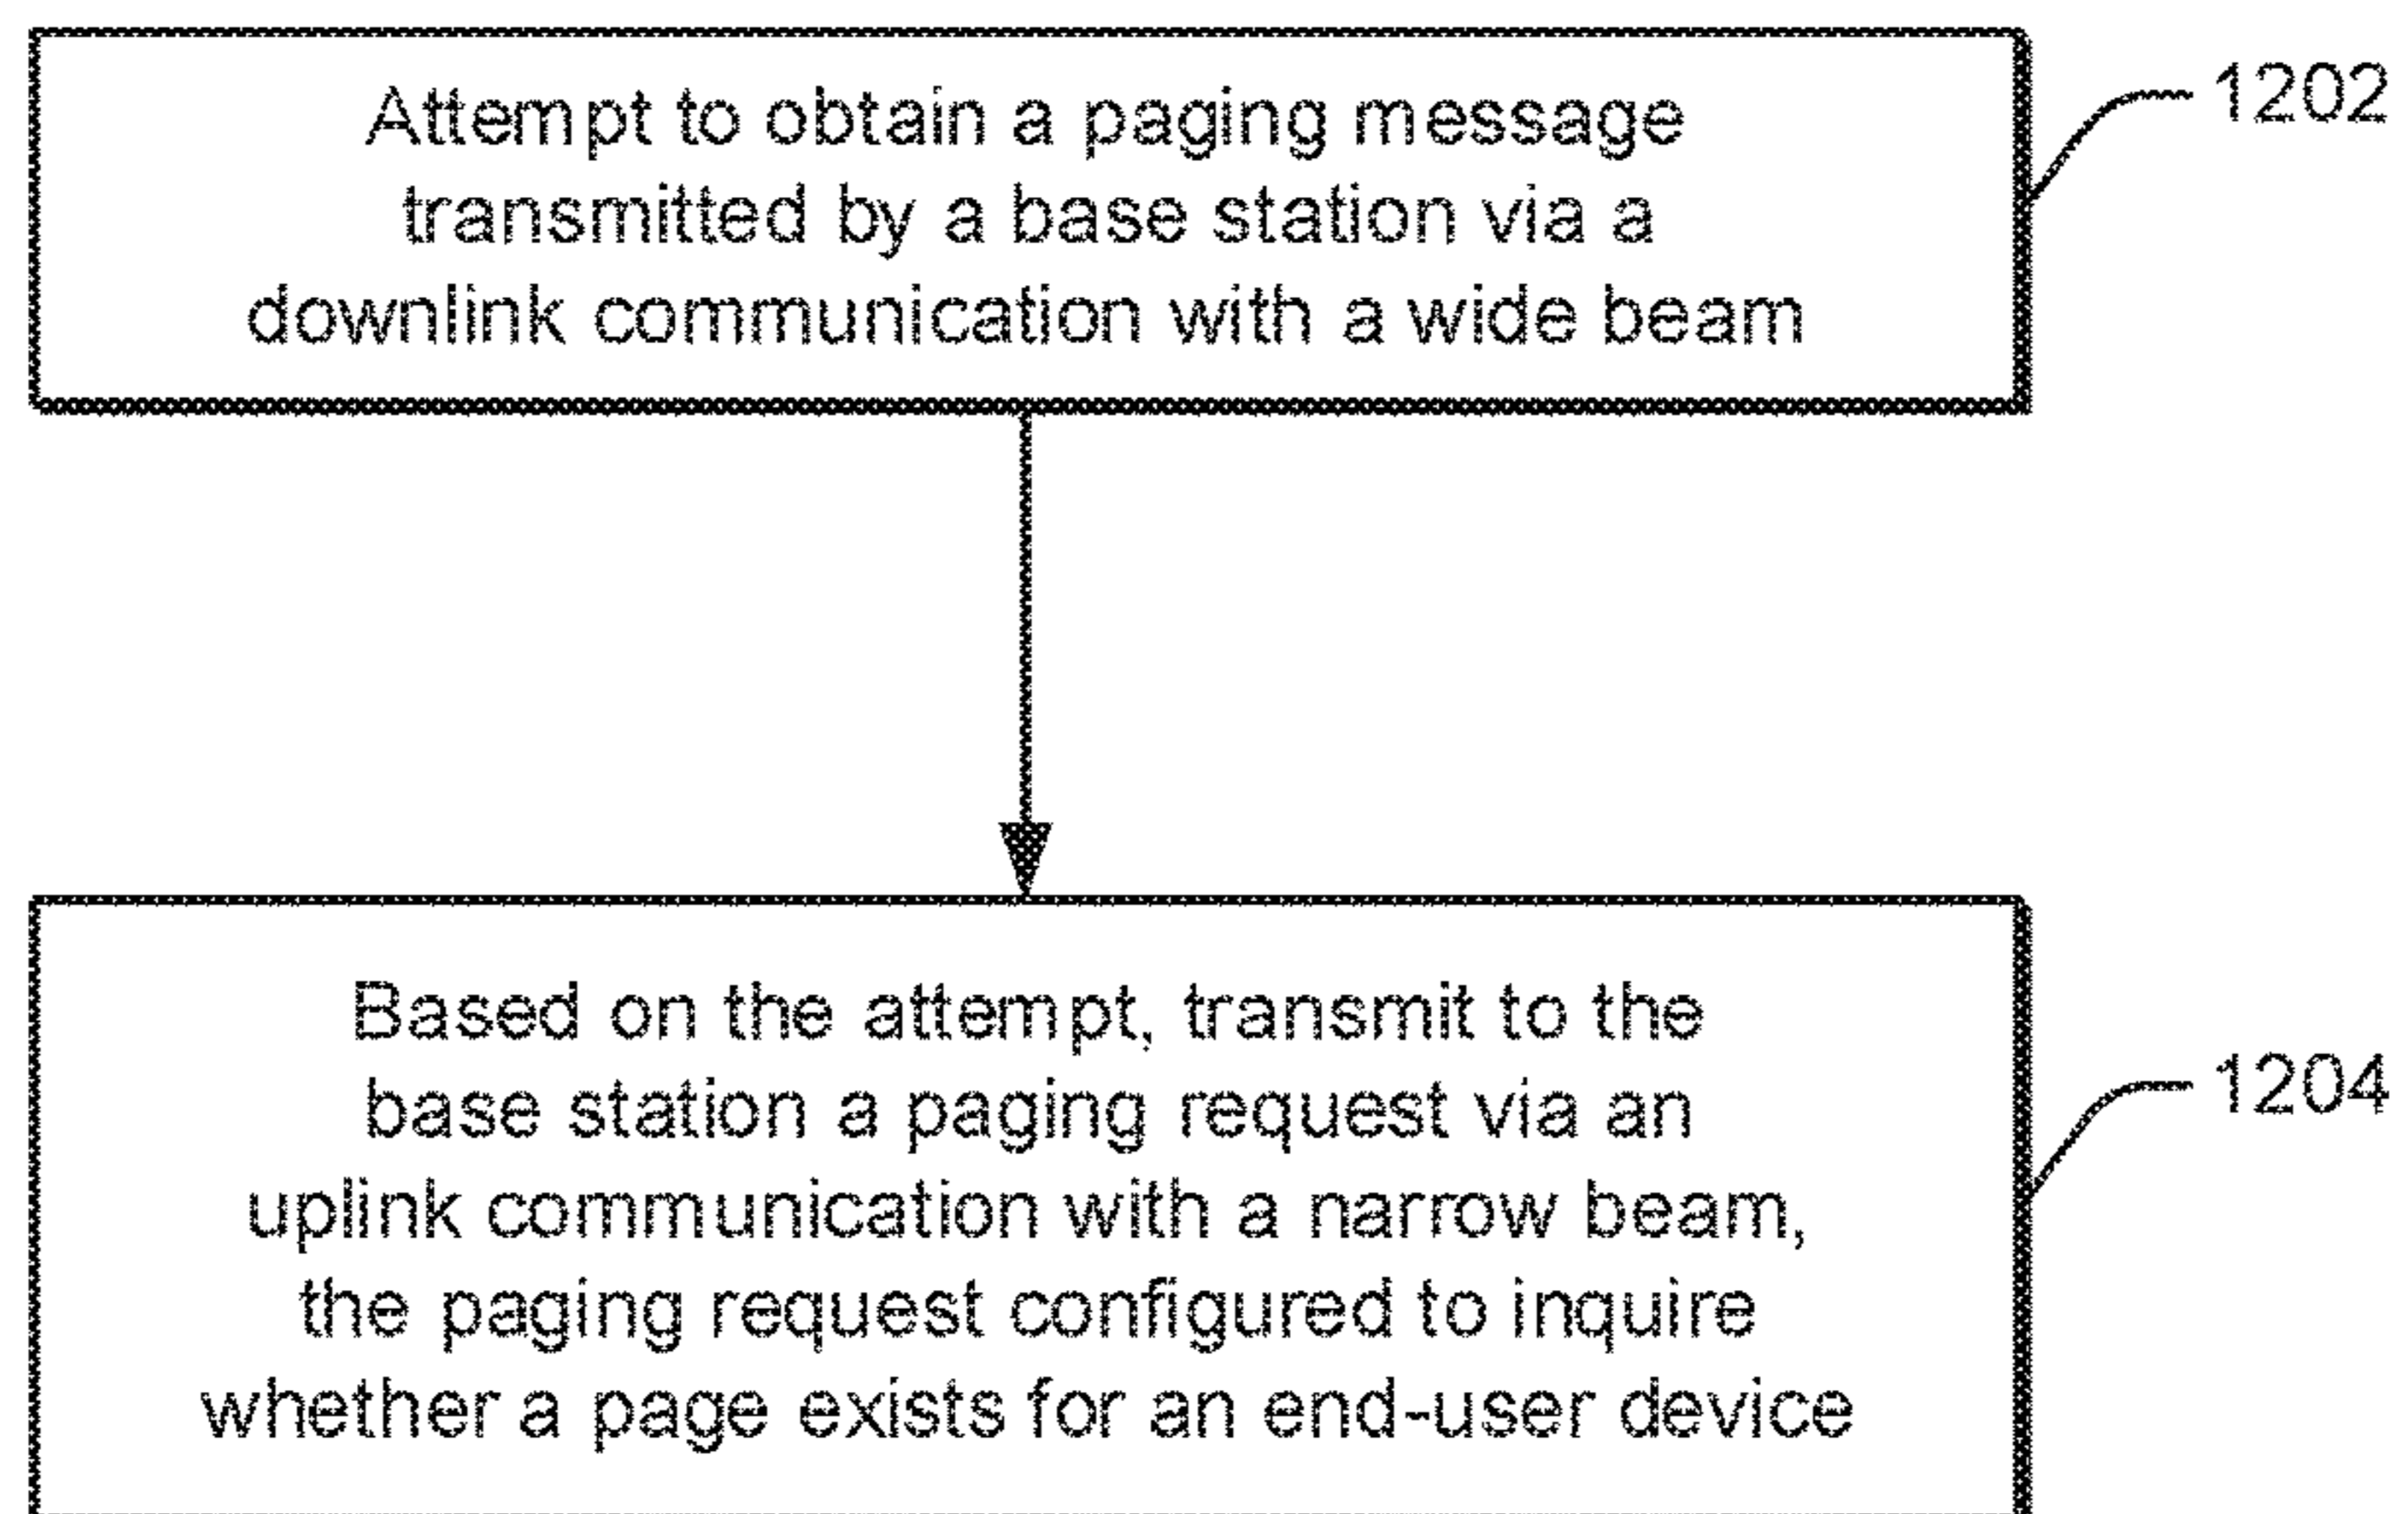 Attempt to obtain a paging message
transmitted by a base station via a
downlink communication with a wide beam
1202
Based on the attempt, transmit to the
base station a paging request via an
uplink communication with a narrow beam,
the paging request configured to inquire
whether a page exists for an end-user device
1204